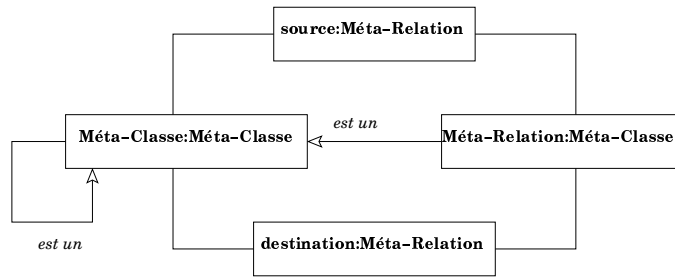 source:Méta–Relation
est un
Méta–Classe:Méta–Classe
Méta–Relation:Méta–Classe
est un
destination:Méta–Relation